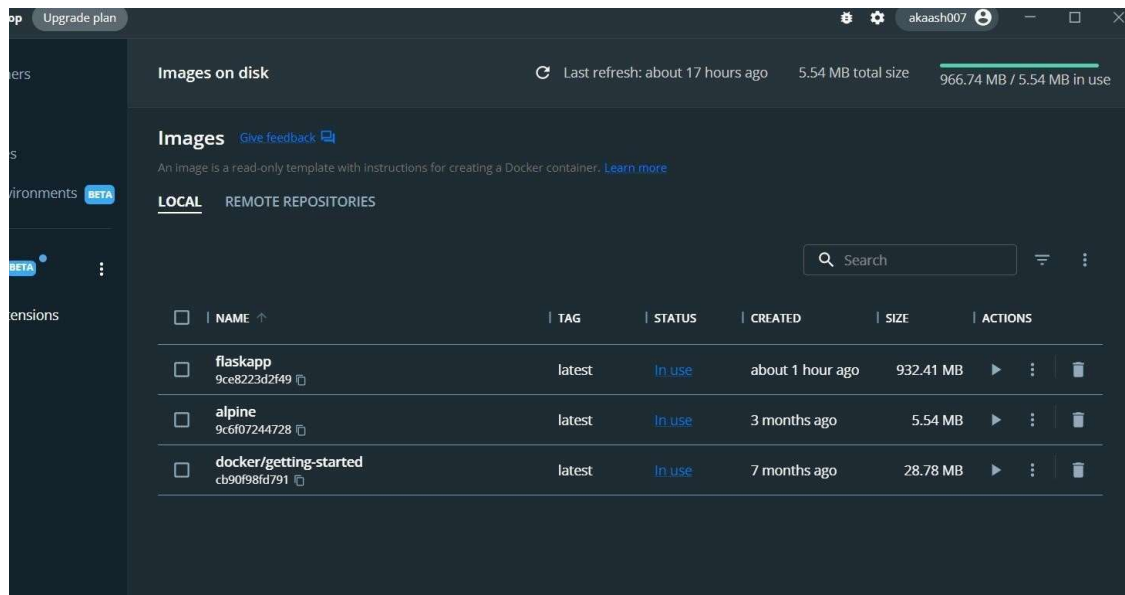 op Upgrade plan akaash007
ers
Images on disk Last refresh: about 17 hours ago 5.54 MB total size 966.74 MB / 5.54 MB in use
Images Give feedback
s
An image is a read-only template with instructions for creating a Docker container. Learn more
vironments BETA
LOCAL REMOTE REPOSITORIES
BETA
Search
ensions
NAME TAG STATUS CREATED SIZE ACTIONS
flaskapp
9ce8223d2f49
latest In use about 1 hour ago 932.41 MB
alpine
9c6f07244728
latest In use 3 months ago 5.54 MB
docker/getting-started
cb90f98fd791
latest In use 7 months ago 28.78 MB